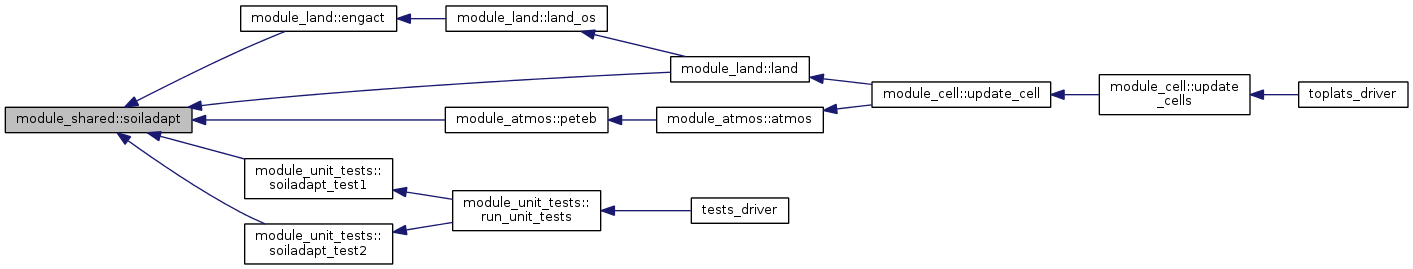 module_land::engact
module_land::land_os
module_land::land
module_cell::update_cell
module_cell::update
_cells
toplats_driver
module_shared::soiladapt
module_atmos::peteb
module_atmos::atmos
module_unit_tests::
soiladapt_test1
module_unit_tests::
run_unit_tests
tests_driver
module_unit_tests::
soiladapt_test2